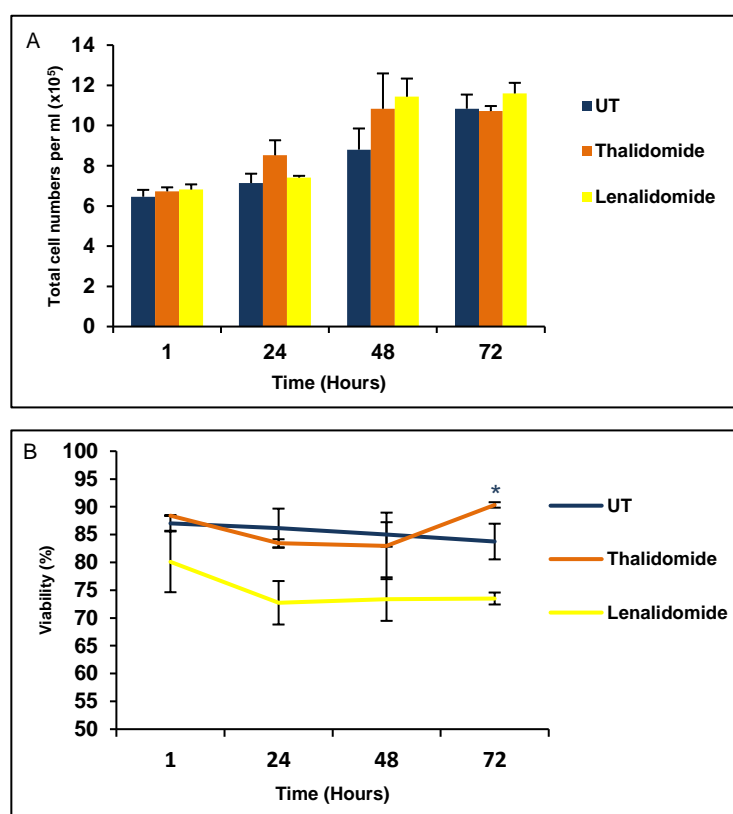 A
Total cell numbers per ml (x10⁵)
14
12
10
8
6
4
2
0
1 24 48 72
Time (Hours)
UT
Thalidomide
Lenalidomide
B
Viability (%)
100
95
90
85
80
75
70
65
60
55
50
*
1 24 48 72
Time (Hours)
UT
Thalidomide
Lenalidomide